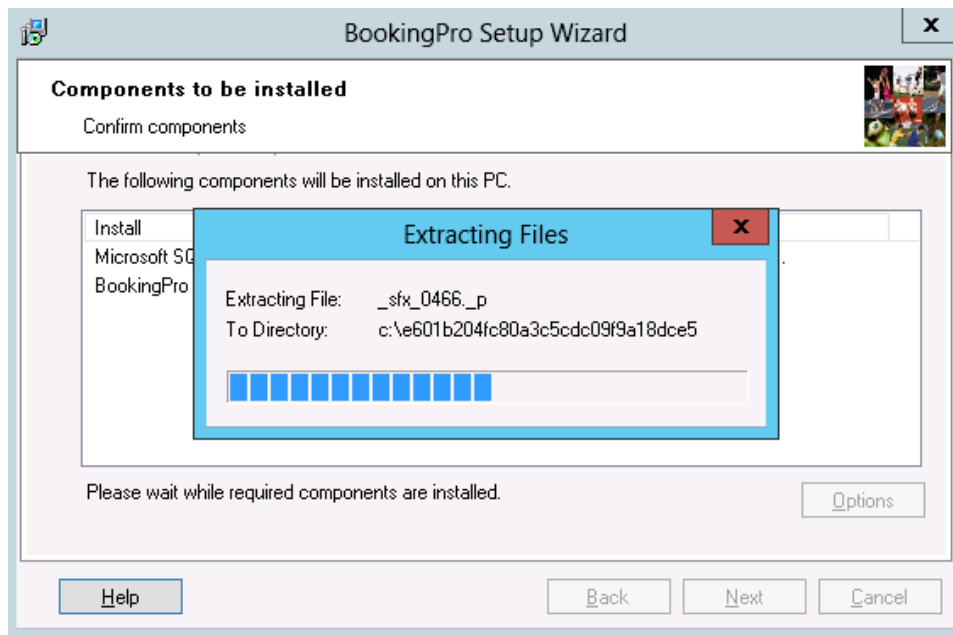 BookingPro Setup Wizard
x
Components to be installed
Confirm components
The following components will be installed on this PC.
Install
Extracting Files
x
Microsoft SQ
.
BookingPro
Extracting File: _sfx_0466._p
To Directory: c:\e601b204fc80a3c5cdc09f9a18dce5
Please wait while required components are installed.
Options
Help
Back
Next
Cancel